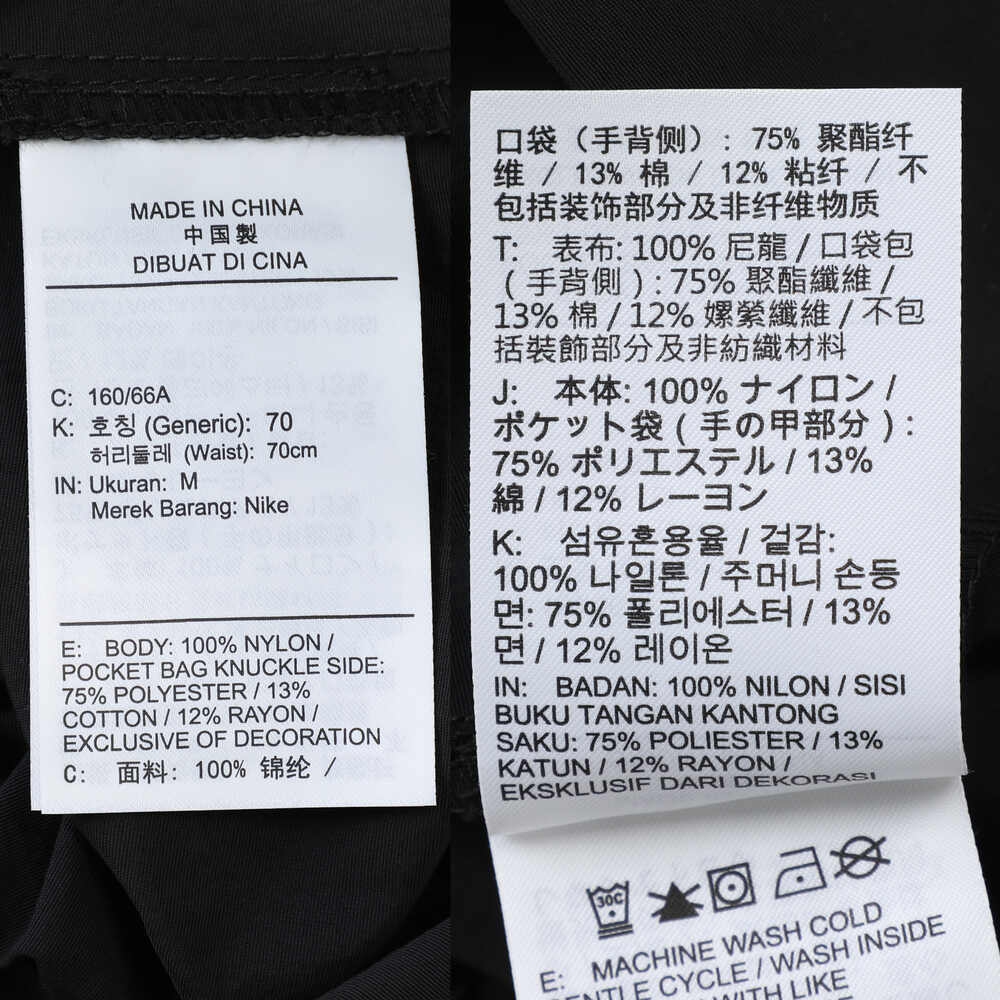 MADE IN CHINA
中国製
DIBUAT DI CINA
C: 160/66A
K: 호칭 (Generic): 70
허리둘레 (Waist): 70cm
IN: Ukuran: M
Merek Barang: Nike
E: BODY: 100% NYLON /
POCKET BAG KNUCKLE SIDE:
75% POLYESTER / 13%
COTTON / 12% RAYON /
EXCLUSIVE OF DECORATION
C: 面料: 100% 锦纶 /
口袋（手背侧）: 75% 聚酯纤
维 / 13% 棉 / 12% 粘纤 / 不
包括装饰部分及非纤维物质
T: 表布: 100% 尼龍 / 口袋包
( 手背側 ) : 75% 聚酯纖維 /
13% 棉 / 12% 嫘縈纖維 / 不包
括裝飾部分及非紡織材料
J: 本体: 100% ナイロン /
ポケット袋 ( 手の甲部分 ) :
75% ポリエステル / 13%
綿 / 12% レーヨン
K: 섬유혼용율 / 겉감:
100% 나일론 / 주머니 손등
면: 75% 폴리에스터 / 13%
면 / 12% 레이온
IN: BADAN: 100% NILON / SISI
BUKU TANGAN KANTONG
SAKU: 75% POLIESTER / 13%
KATUN / 12% RAYON /
EKSKLUSIF DARI DEKORASI
30C
E: MACHINE WASH COLD
GENTLE CYCLE / WASH INSIDE
WITH LIKE